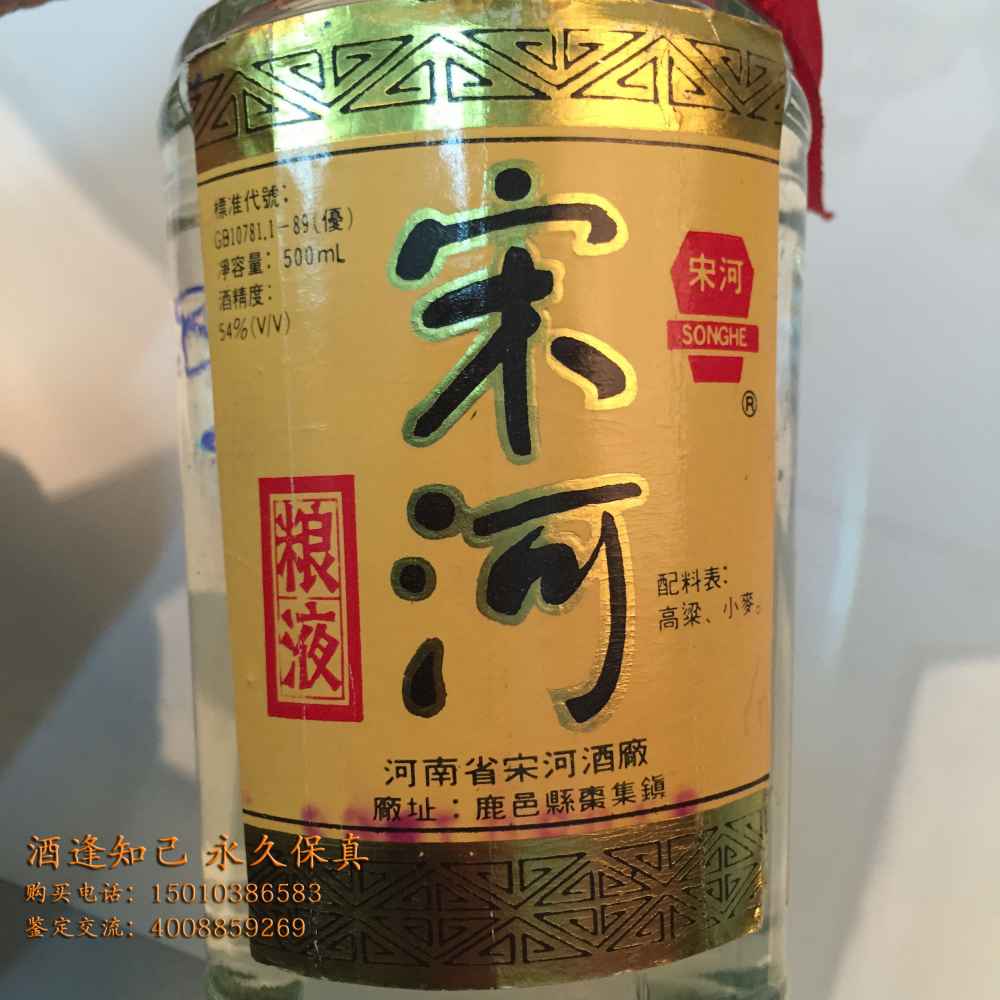 標准代號：
GB10781.1-89(優)
淨容量：500mL
酒精度：
54%(V/V)
宋河
宋河
SONGHE
®
粮液
配料表：
高粱、小麥。
河南省宋河酒廠
廠址：鹿邑縣棗集鎮
酒逢知己 永久保真
购买电话：15010386583
鉴定交流：4008859269